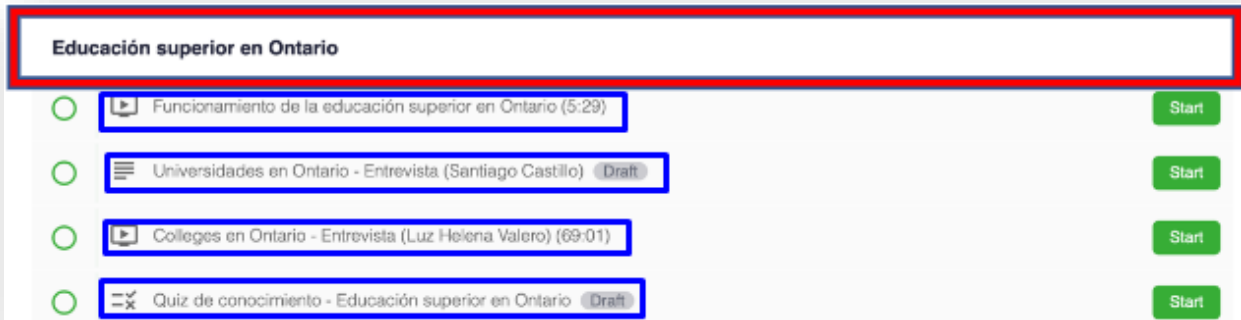 Educación superior en Ontario
Funcionamiento de la educación superior en Ontario (5:29) Start
Universidades en Ontario - Entrevista (Santiago Castillo) Draft Start
Colleges en Ontario - Entrevista (Luz Helena Valero) (69:01) Start
Quiz de conocimiento - Educación superior en Ontario Draft Start